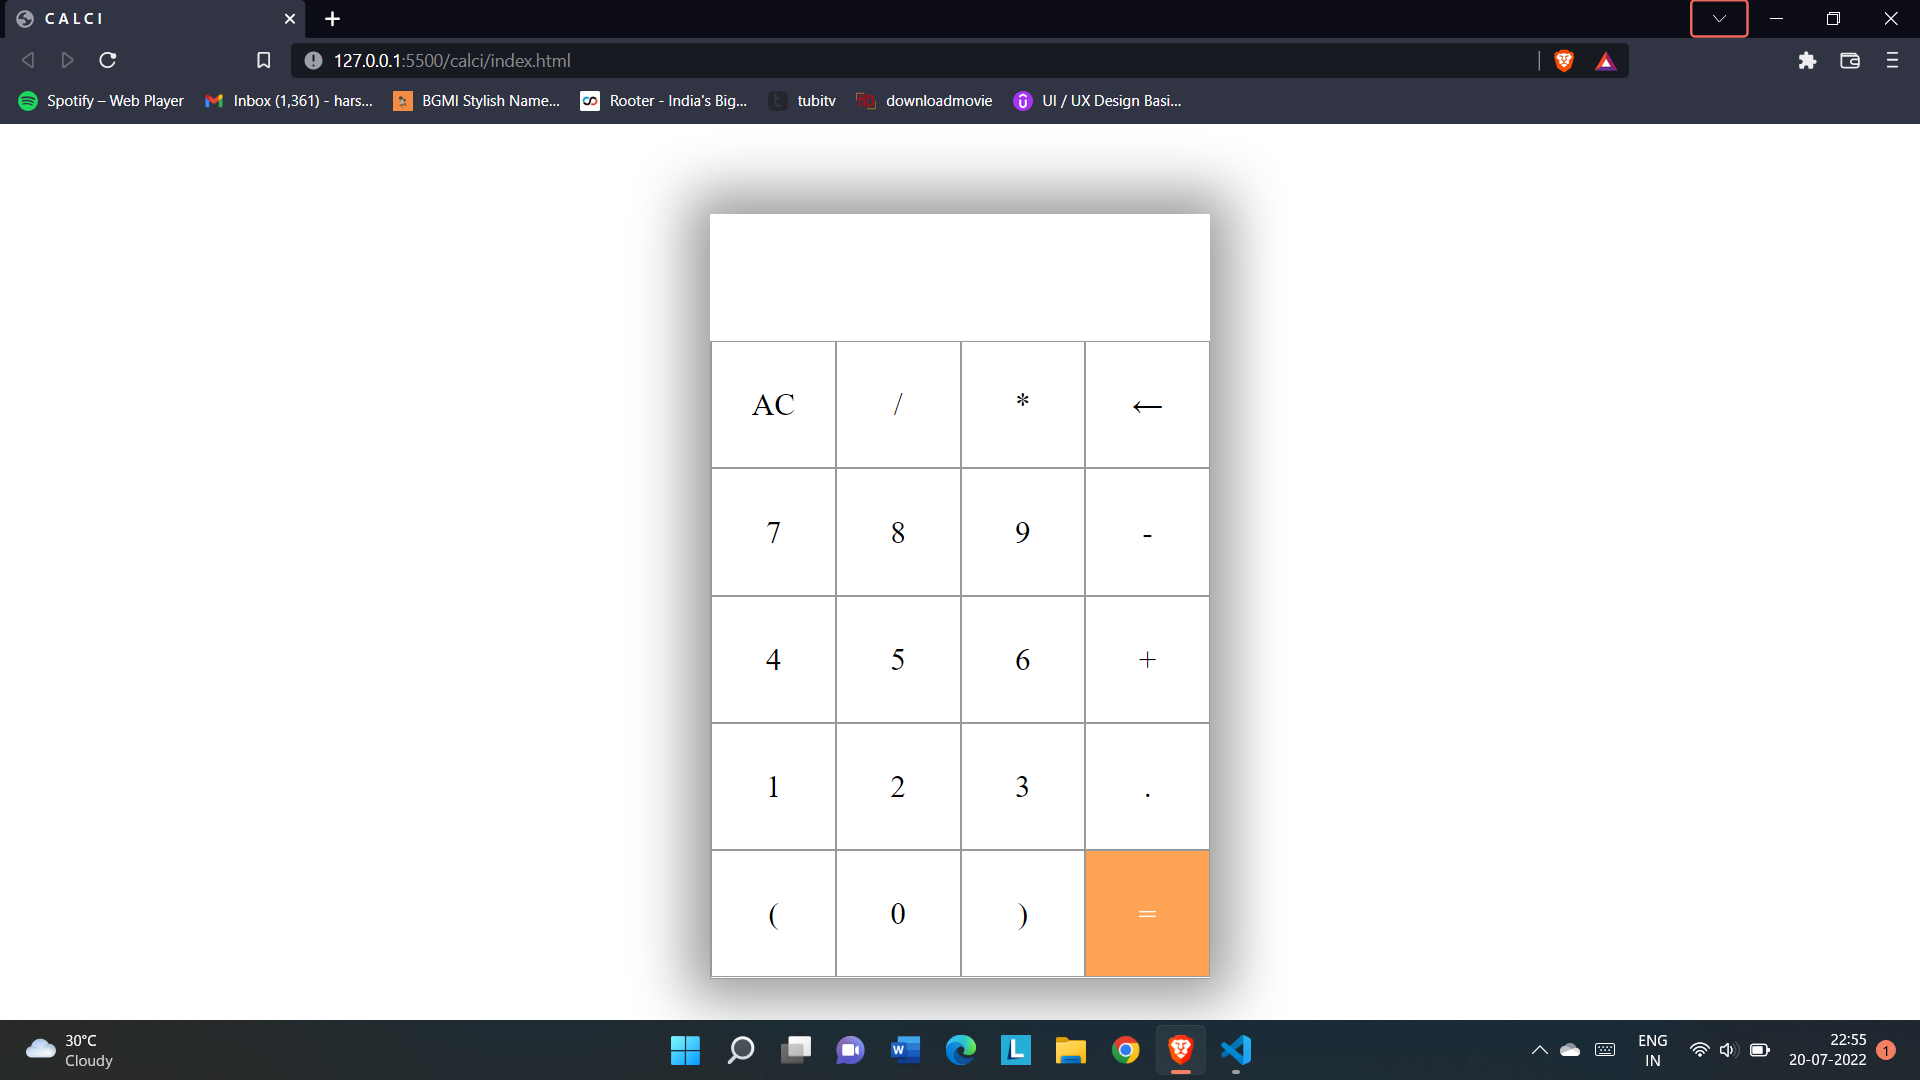 C A L C I
127.0.0.1:5500/calci/index.html
Spotify – Web Player
Inbox (1,361) - hars...
BGMI Stylish Name...
Rooter - India's Big...
tubitv
downloadmovie
UI / UX Design Basi...
AC / * ←
7 8 9 -
4 5 6 +
1 2 3 .
( 0 ) =
30°C
Cloudy
ENG
IN
22:55
20-07-2022
1